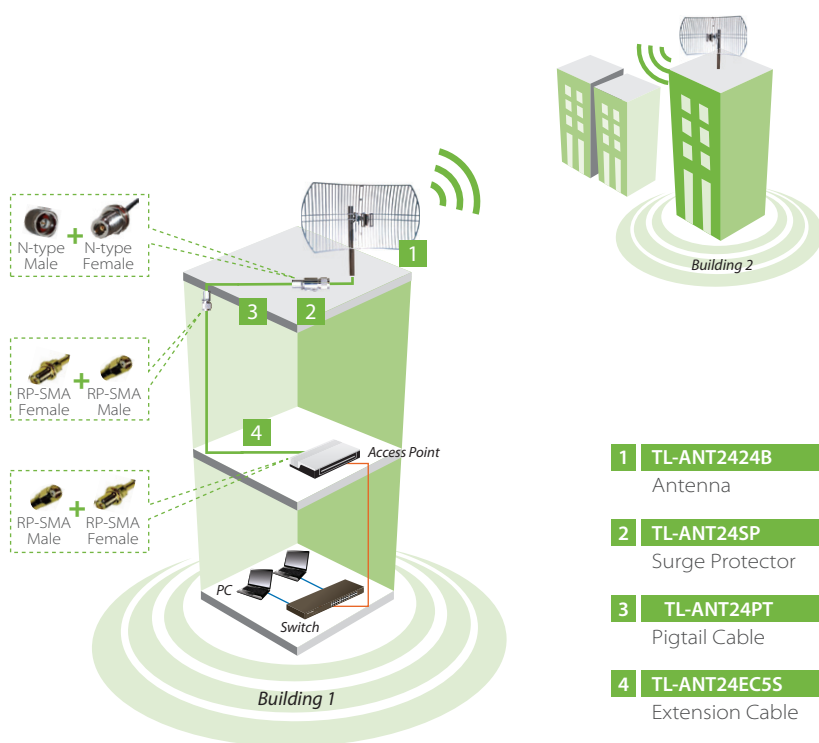 Building 2
N-type + N-type
Male Female
1
3
2
RP-SMA + RP-SMA
Female Male
4
Access Point
RP-SMA + RP-SMA
Male Female
PC
Switch
Building 1
1 TL-ANT2424B
Antenna
2 TL-ANT24SP
Surge Protector
3 TL-ANT24PT
Pigtail Cable
4 TL-ANT24EC5S
Extension Cable